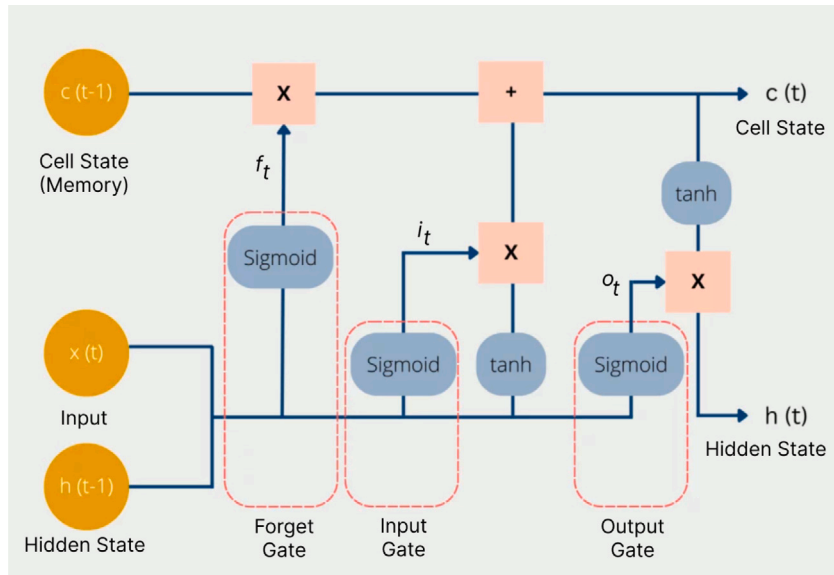 c (t-1)
X
+
c (t)
Cell State
Cell State
(Memory)
f_t
tanh
Sigmoid
i_t
X
o_t
X
x (t)
Sigmoid
tanh
Sigmoid
Input
h (t)
Hidden State
h (t-1)
Hidden State
Forget
Gate
Input
Gate
Output
Gate